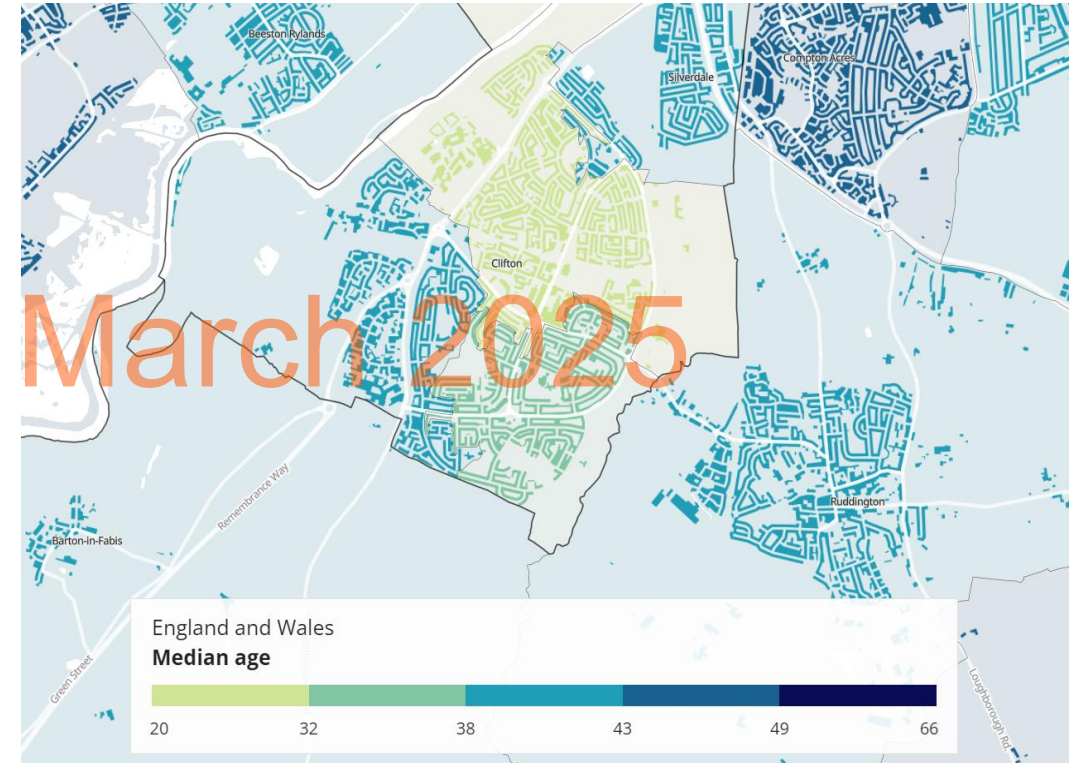 Beeston Rylands
Compton Acres
Silverdale
Clifton
March 2025
Remembrance Way
Ruddington
Barton-in-Fabis
England and Wales
Median age
20 32 38 43 49 66
Green Street
Loughborough Rd.